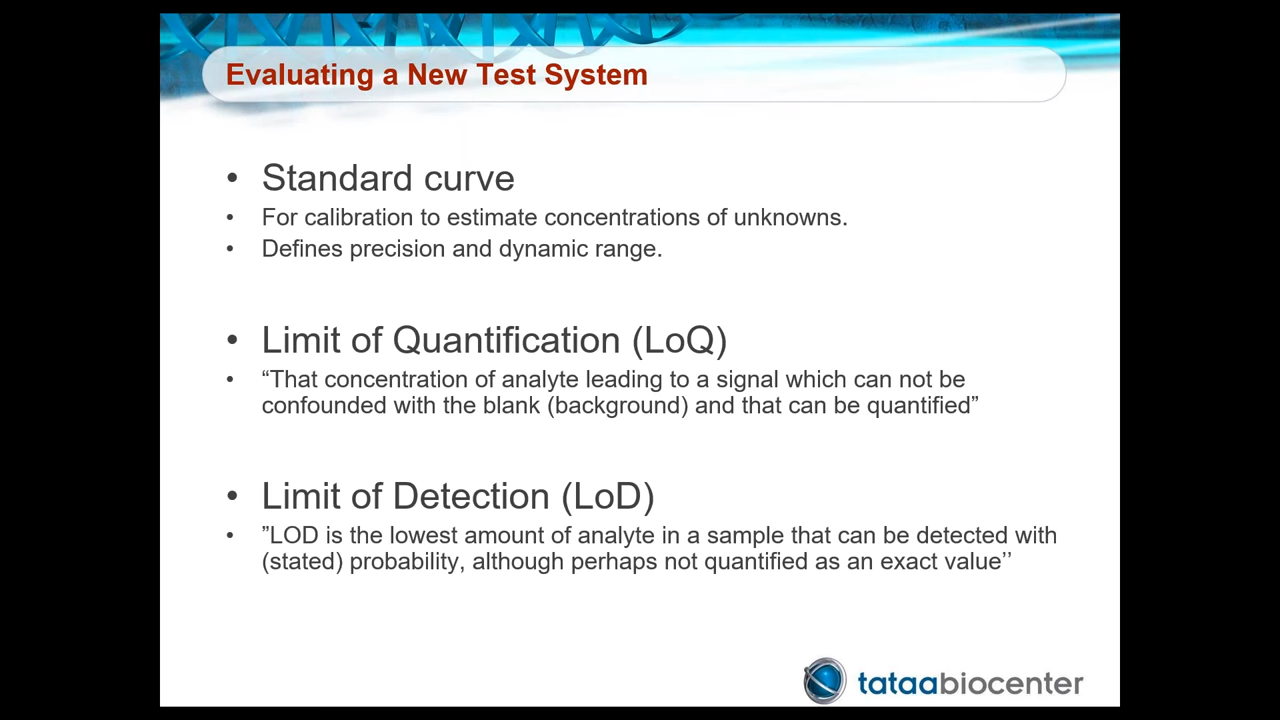 Evaluating a New Test System
• Standard curve
• For calibration to estimate concentrations of unknowns.
• Defines precision and dynamic range.
• Limit of Quantification (LoQ)
• “That concentration of analyte leading to a signal which can not be
confounded with the blank (background) and that can be quantified”
• Limit of Detection (LoD)
• ”LOD is the lowest amount of analyte in a sample that can be detected with
(stated) probability, although perhaps not quantified as an exact value’’
tataabiocenter